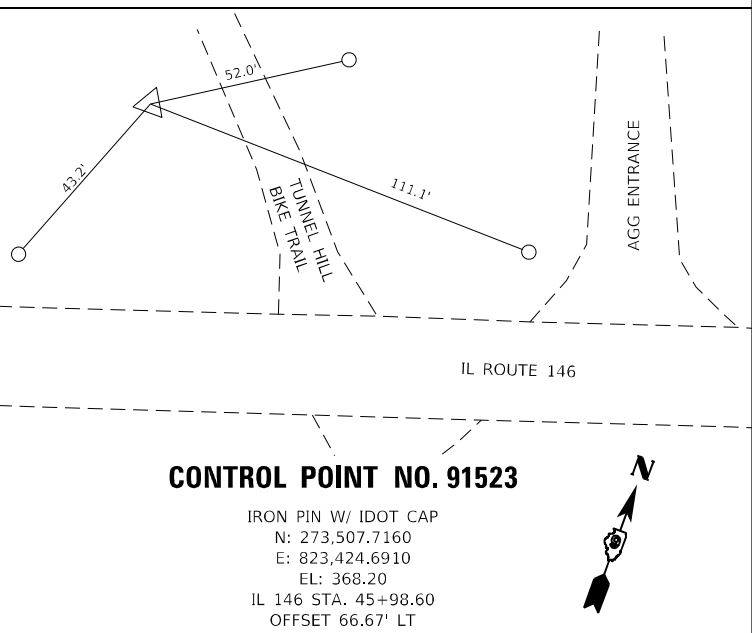 52.0'
43.2'
111.1'
TUNNEL HILL
BIKE TRAIL
AGG ENTRANCE
IL ROUTE 146
CONTROL POINT NO. 91523
IRON PIN W/ IDOT CAP
N: 273,507.7160
E: 823,424.6910
EL: 368.20
IL 146 STA. 45+98.60
OFFSET 66.67' LT
N